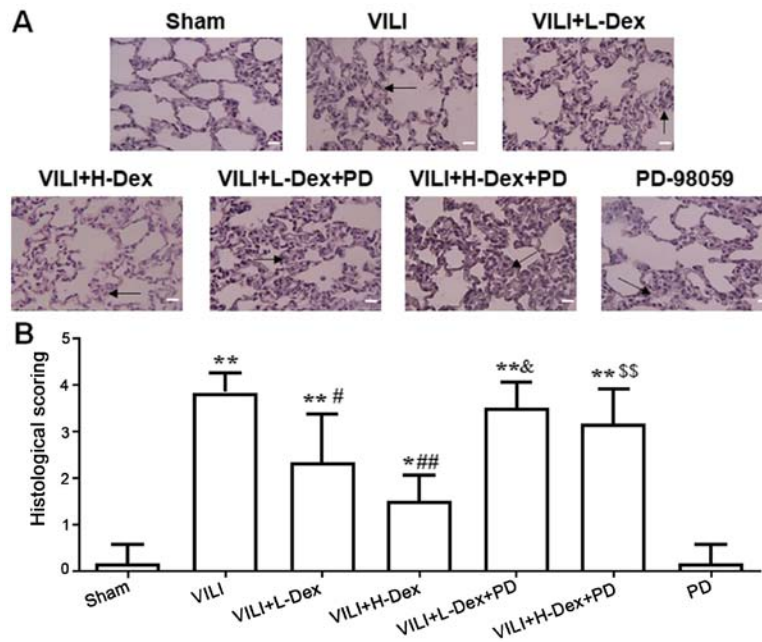 A
Sham VILI VILI+L-Dex
VILI+H-Dex VILI+L-Dex+PD VILI+H-Dex+PD PD-98059
B
Histological scoring
5
4
3
2
1
0
** ** # *## **& ** $$
Sham VILI VILI+L-Dex VILI+H-Dex VILI+L-Dex+PD VILI+H-Dex+PD PD